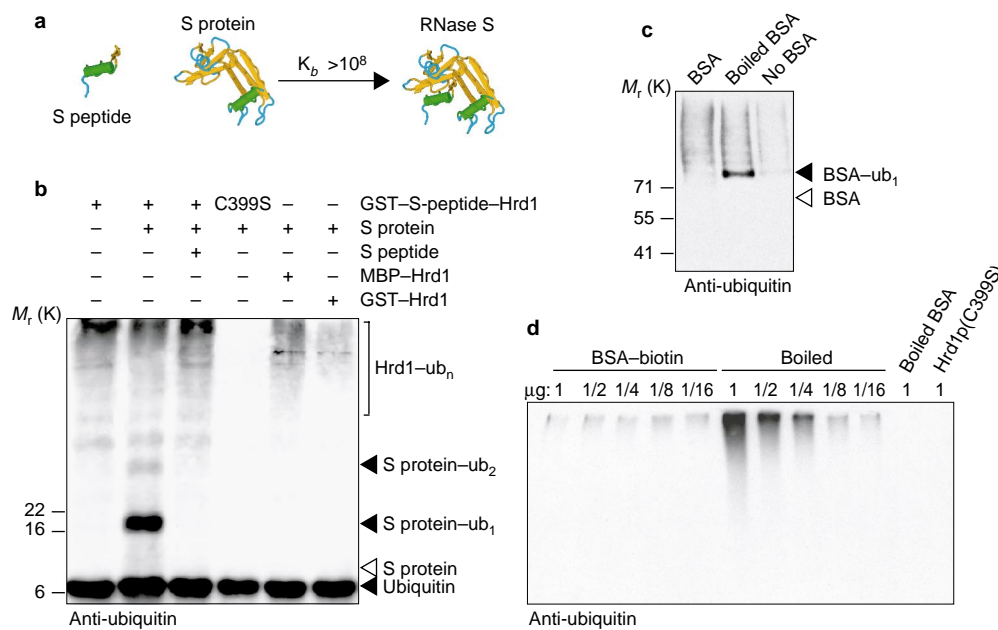 a
S peptide
S protein
K_b >10^8
RNase S
b
+ + + C399S – – GST–S-peptide–Hrd1
– + + + + + S protein
– – + – – – S peptide
– – – – + – MBP–Hrd1
– – – – – + GST–Hrd1
M_r (K)
22
16
6
Hrd1–ub_n
S protein–ub_2
S protein–ub_1
S protein
Ubiquitin
Anti-ubiquitin
c
BSA
Boiled BSA
No BSA
M_r (K)
71
55
41
BSA–ub_1
BSA
Anti-ubiquitin
d
BSA–biotin
Boiled
Boiled BSA
Hrd1p(C399S)
µg: 1 1/2 1/4 1/8 1/16 1 1/2 1/4 1/8 1/16 1 1
Anti-ubiquitin